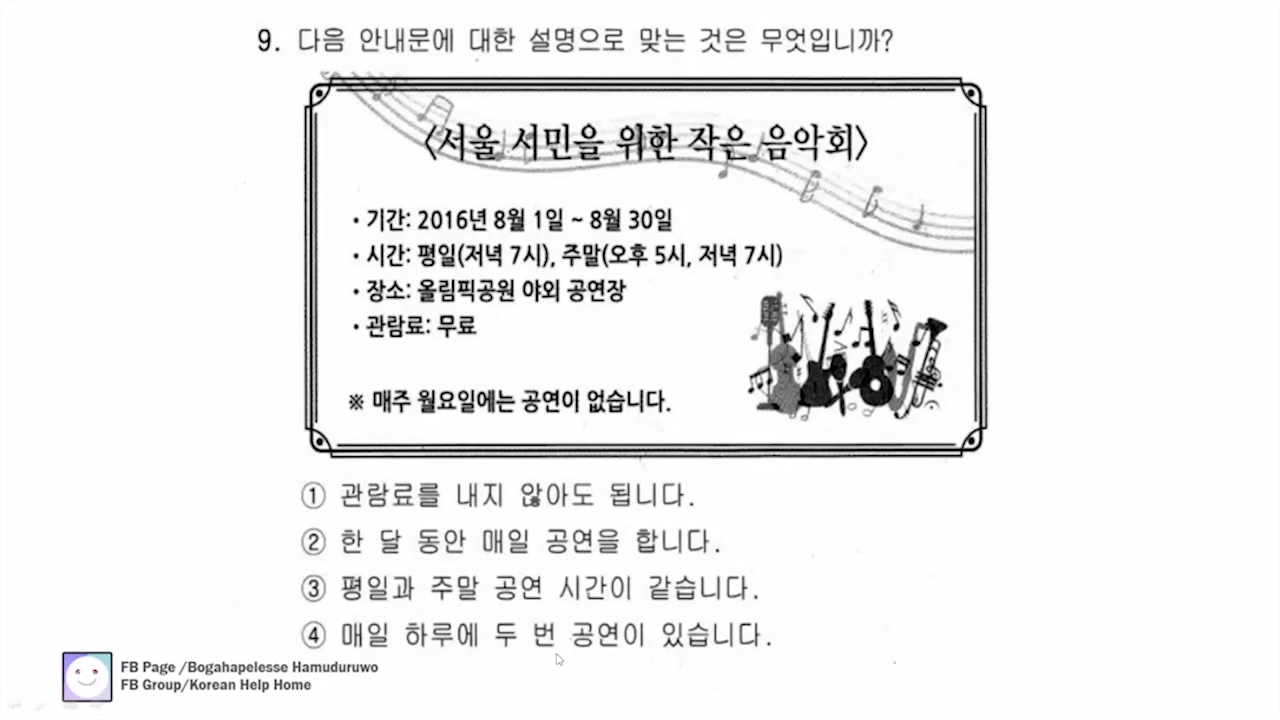 9. 다음 안내문에 대한 설명으로 맞는 것은 무엇입니까?
〈서울 시민을 위한 작은 음악회〉
• 기간: 2016년 8월 1일 ~ 8월 30일
• 시간: 평일(저녁 7시), 주말(오후 5시, 저녁 7시)
• 장소: 올림픽공원 야외 공연장
• 관람료: 무료
※ 매주 월요일에는 공연이 없습니다.
① 관람료를 내지 않아도 됩니다.
② 한 달 동안 매일 공연을 합니다.
③ 평일과 주말 공연 시간이 같습니다.
④ 매일 하루에 두 번 공연이 있습니다.
FB Page /Bogahapelesse Hamuduruwo
FB Group/Korean Help Home